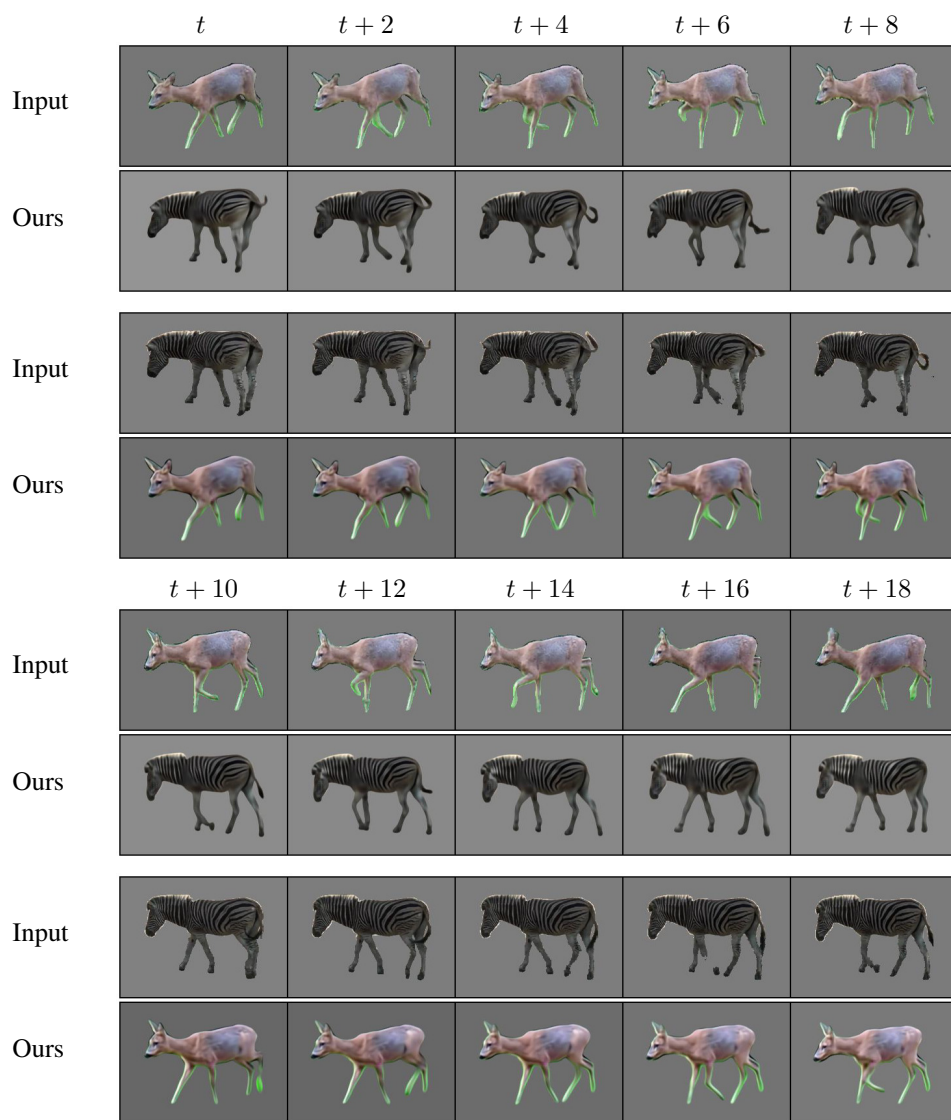 t t + 2 t + 4 t + 6 t + 8
Input
Ours
Input
Ours
t + 10 t + 12 t + 14 t + 16 t + 18
Input
Ours
Input
Ours